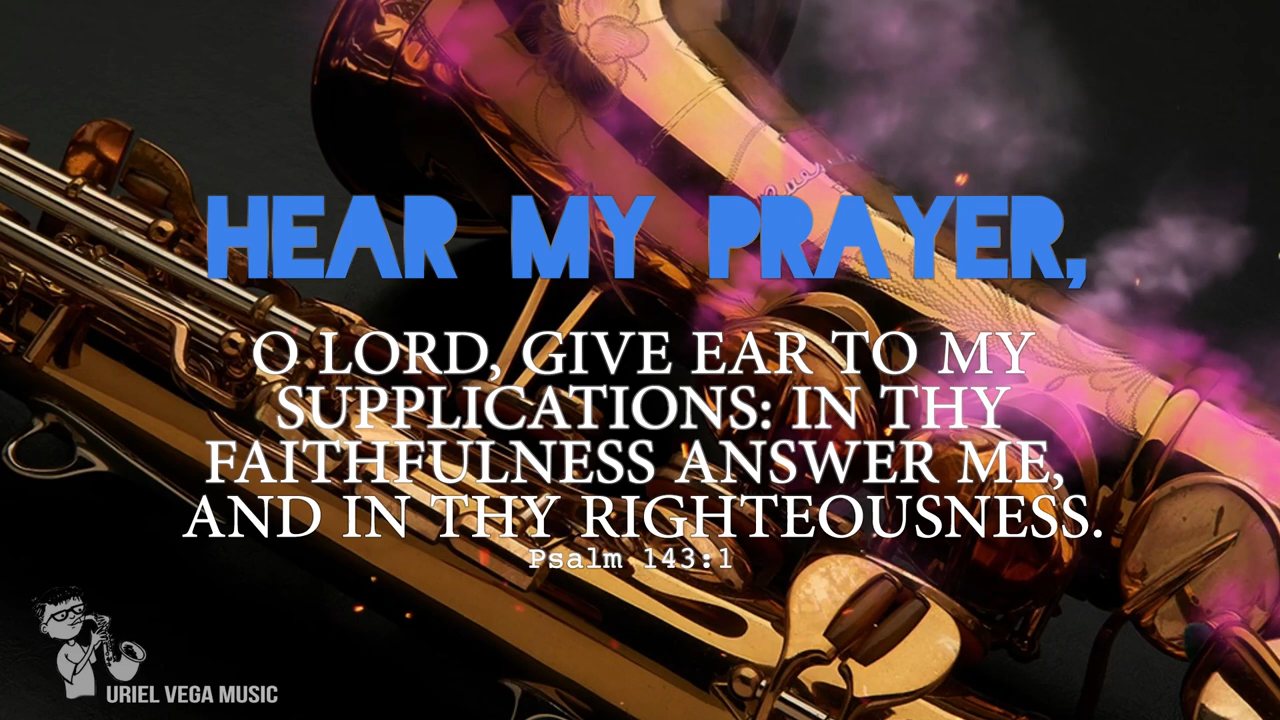 HEAR MY PRAYER,
O LORD, GIVE EAR TO MY
SUPPLICATIONS: IN THY
FAITHFULNESS ANSWER ME,
AND IN THY RIGHTEOUSNESS.
Psalm 143:1
URIEL VEGA MUSIC